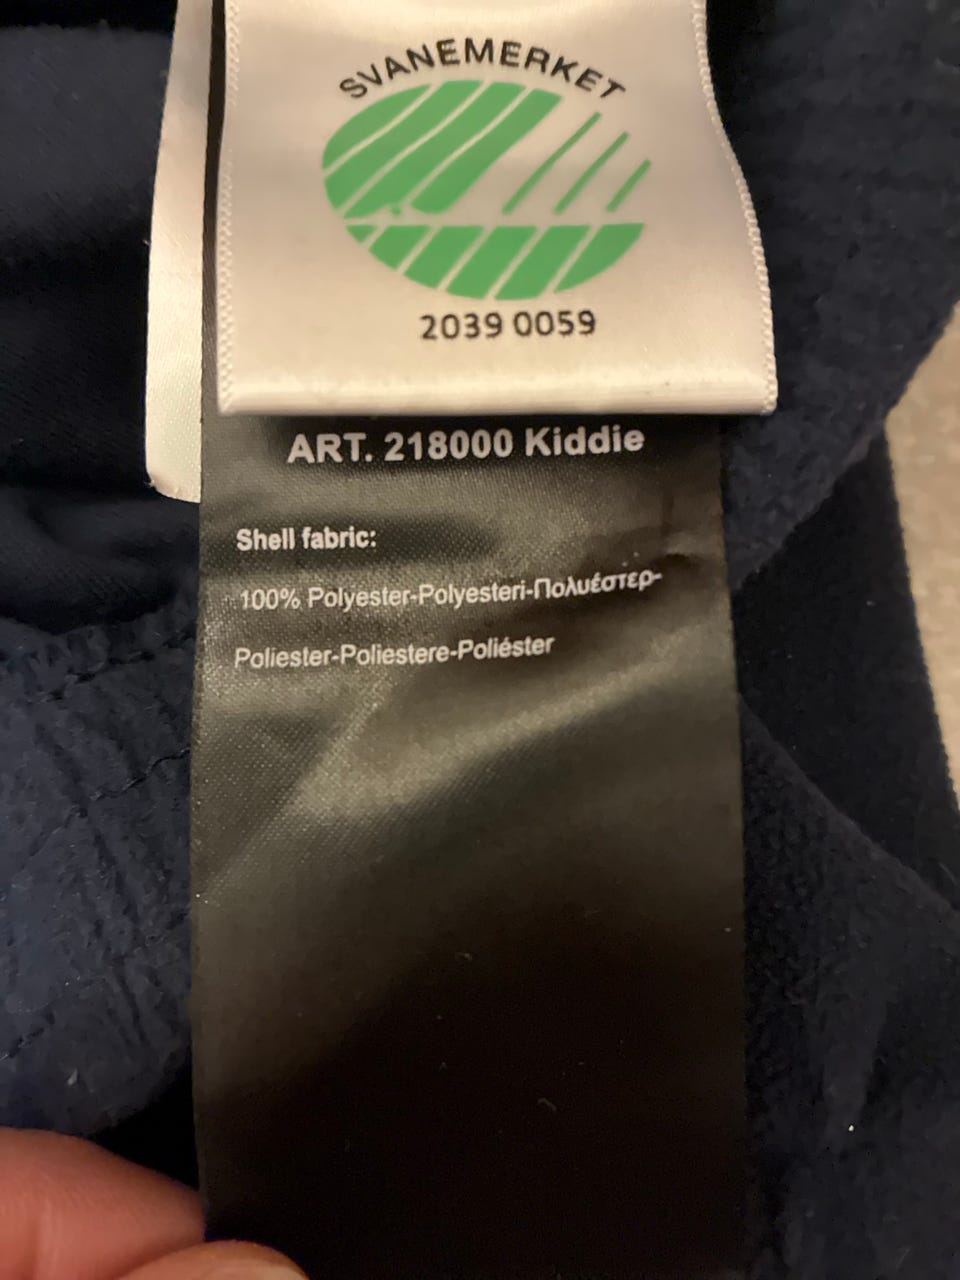 SVANEMERKET
2039 0059
ART. 218000 Kiddie
Shell fabric:
100% Polyester-Polyesteri-Πολυέστερ-
Poliester-Poliestere-Poliéster